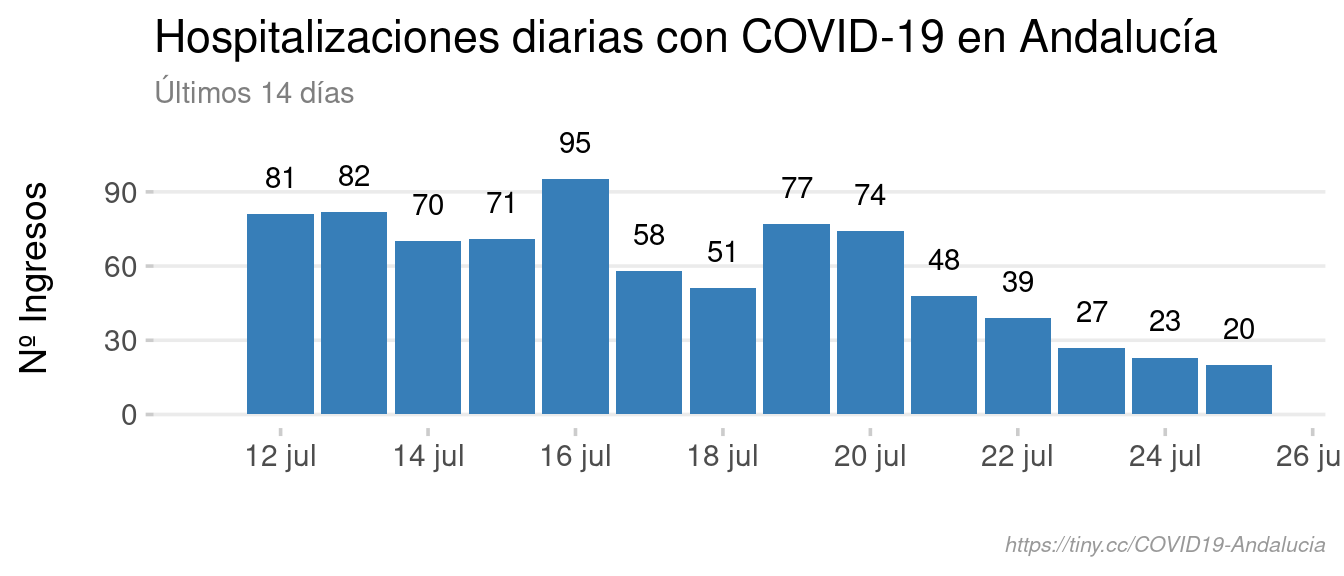 Hospitalizaciones diarias con COVID-19 en Andalucía
Últimos 14 días
Nº Ingresos
90
60
30
0
81
82
70
71
95
58
51
77
74
48
39
27
23
20
12 jul
14 jul
16 jul
18 jul
20 jul
22 jul
24 jul
26 ju
https://tiny.cc/COVID19-Andalucia